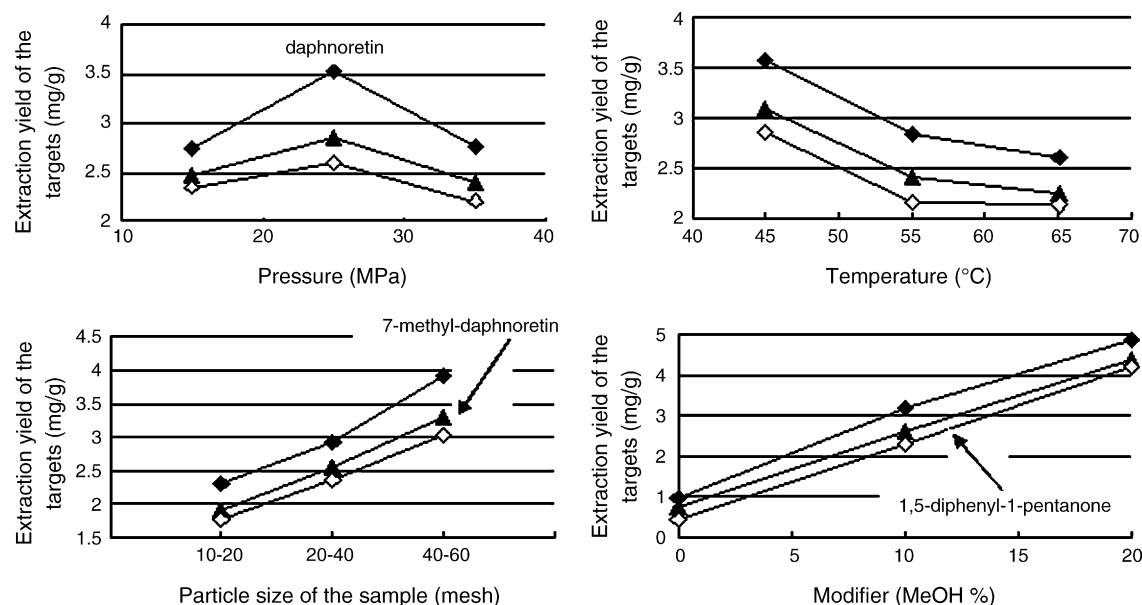 Extraction yield of the
targets (mg/g)
4
3.5
3
2.5
2
daphnoretin
10
20
30
40
Pressure (MPa)
Extraction yield of the
targets (mg/g)
4
3.5
3
2.5
2
40
45
50
55
60
65
70
Temperature (°C)
Extraction yield of the
targets (mg/g)
4.5
4
3.5
3
2.5
2
1.5
7-methyl-daphnoretin
10-20
20-40
40-60
Particle size of the sample (mesh)
Extraction yield of the
targets (mg/g)
5
4
3
2
1
0
1,5-diphenyl-1-pentanone
0
5
10
15
20
Modifier (MeOH %)